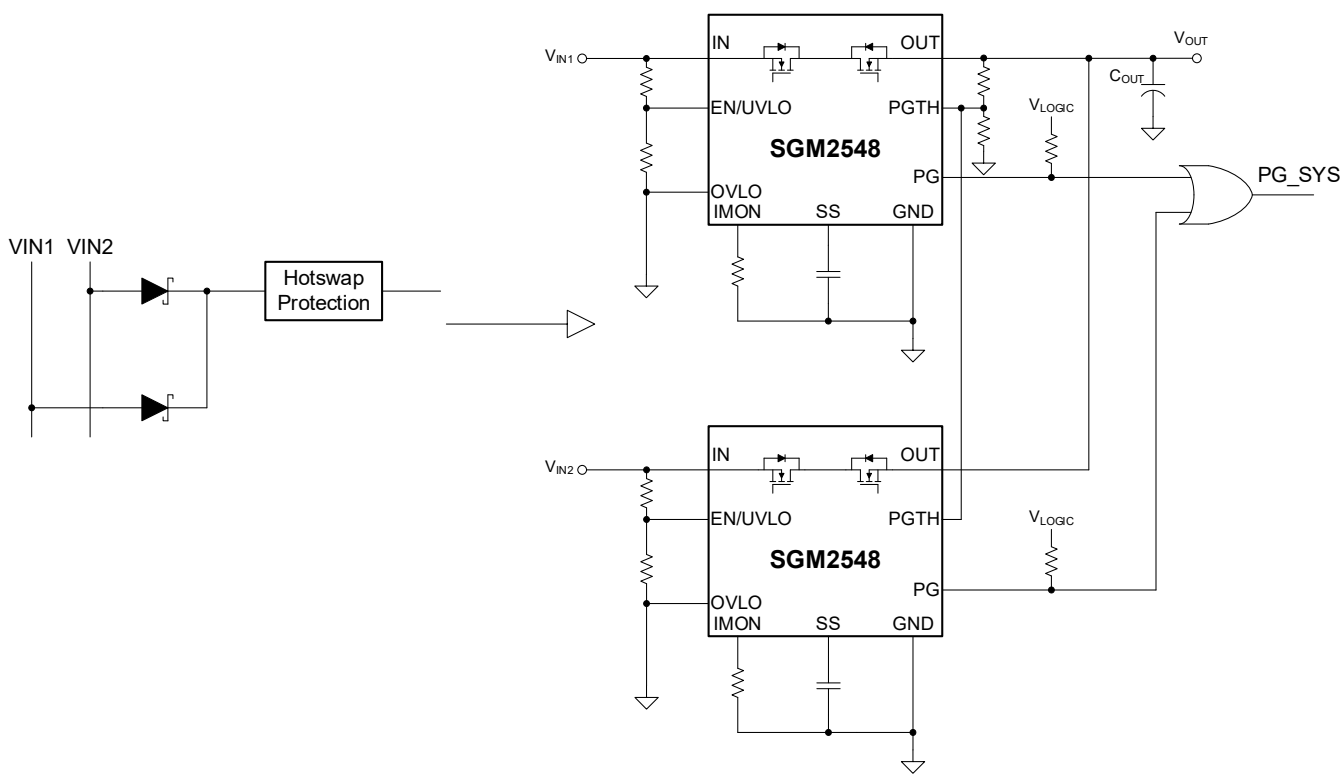 VIN1 VIN2
Hotswap
Protection
VIN1
IN
OUT
EN/UVLO
PGTH
SGM2548
OVLO
PG
IMON
SS
GND
VLOGIC
VOUT
COUT
PG_SYS
VIN2
IN
OUT
EN/UVLO
PGTH
SGM2548
OVLO
PG
IMON
SS
GND
VLOGIC